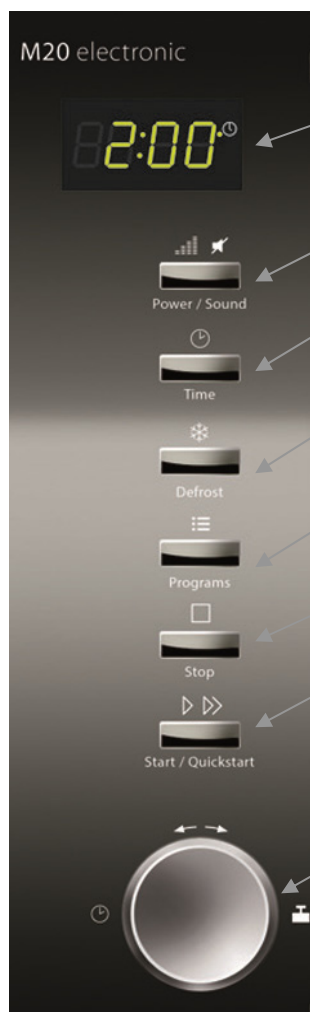 M20 electronic
2:00
Power / Sound
Time
Defrost
Programs
Stop
Start / Quickstart